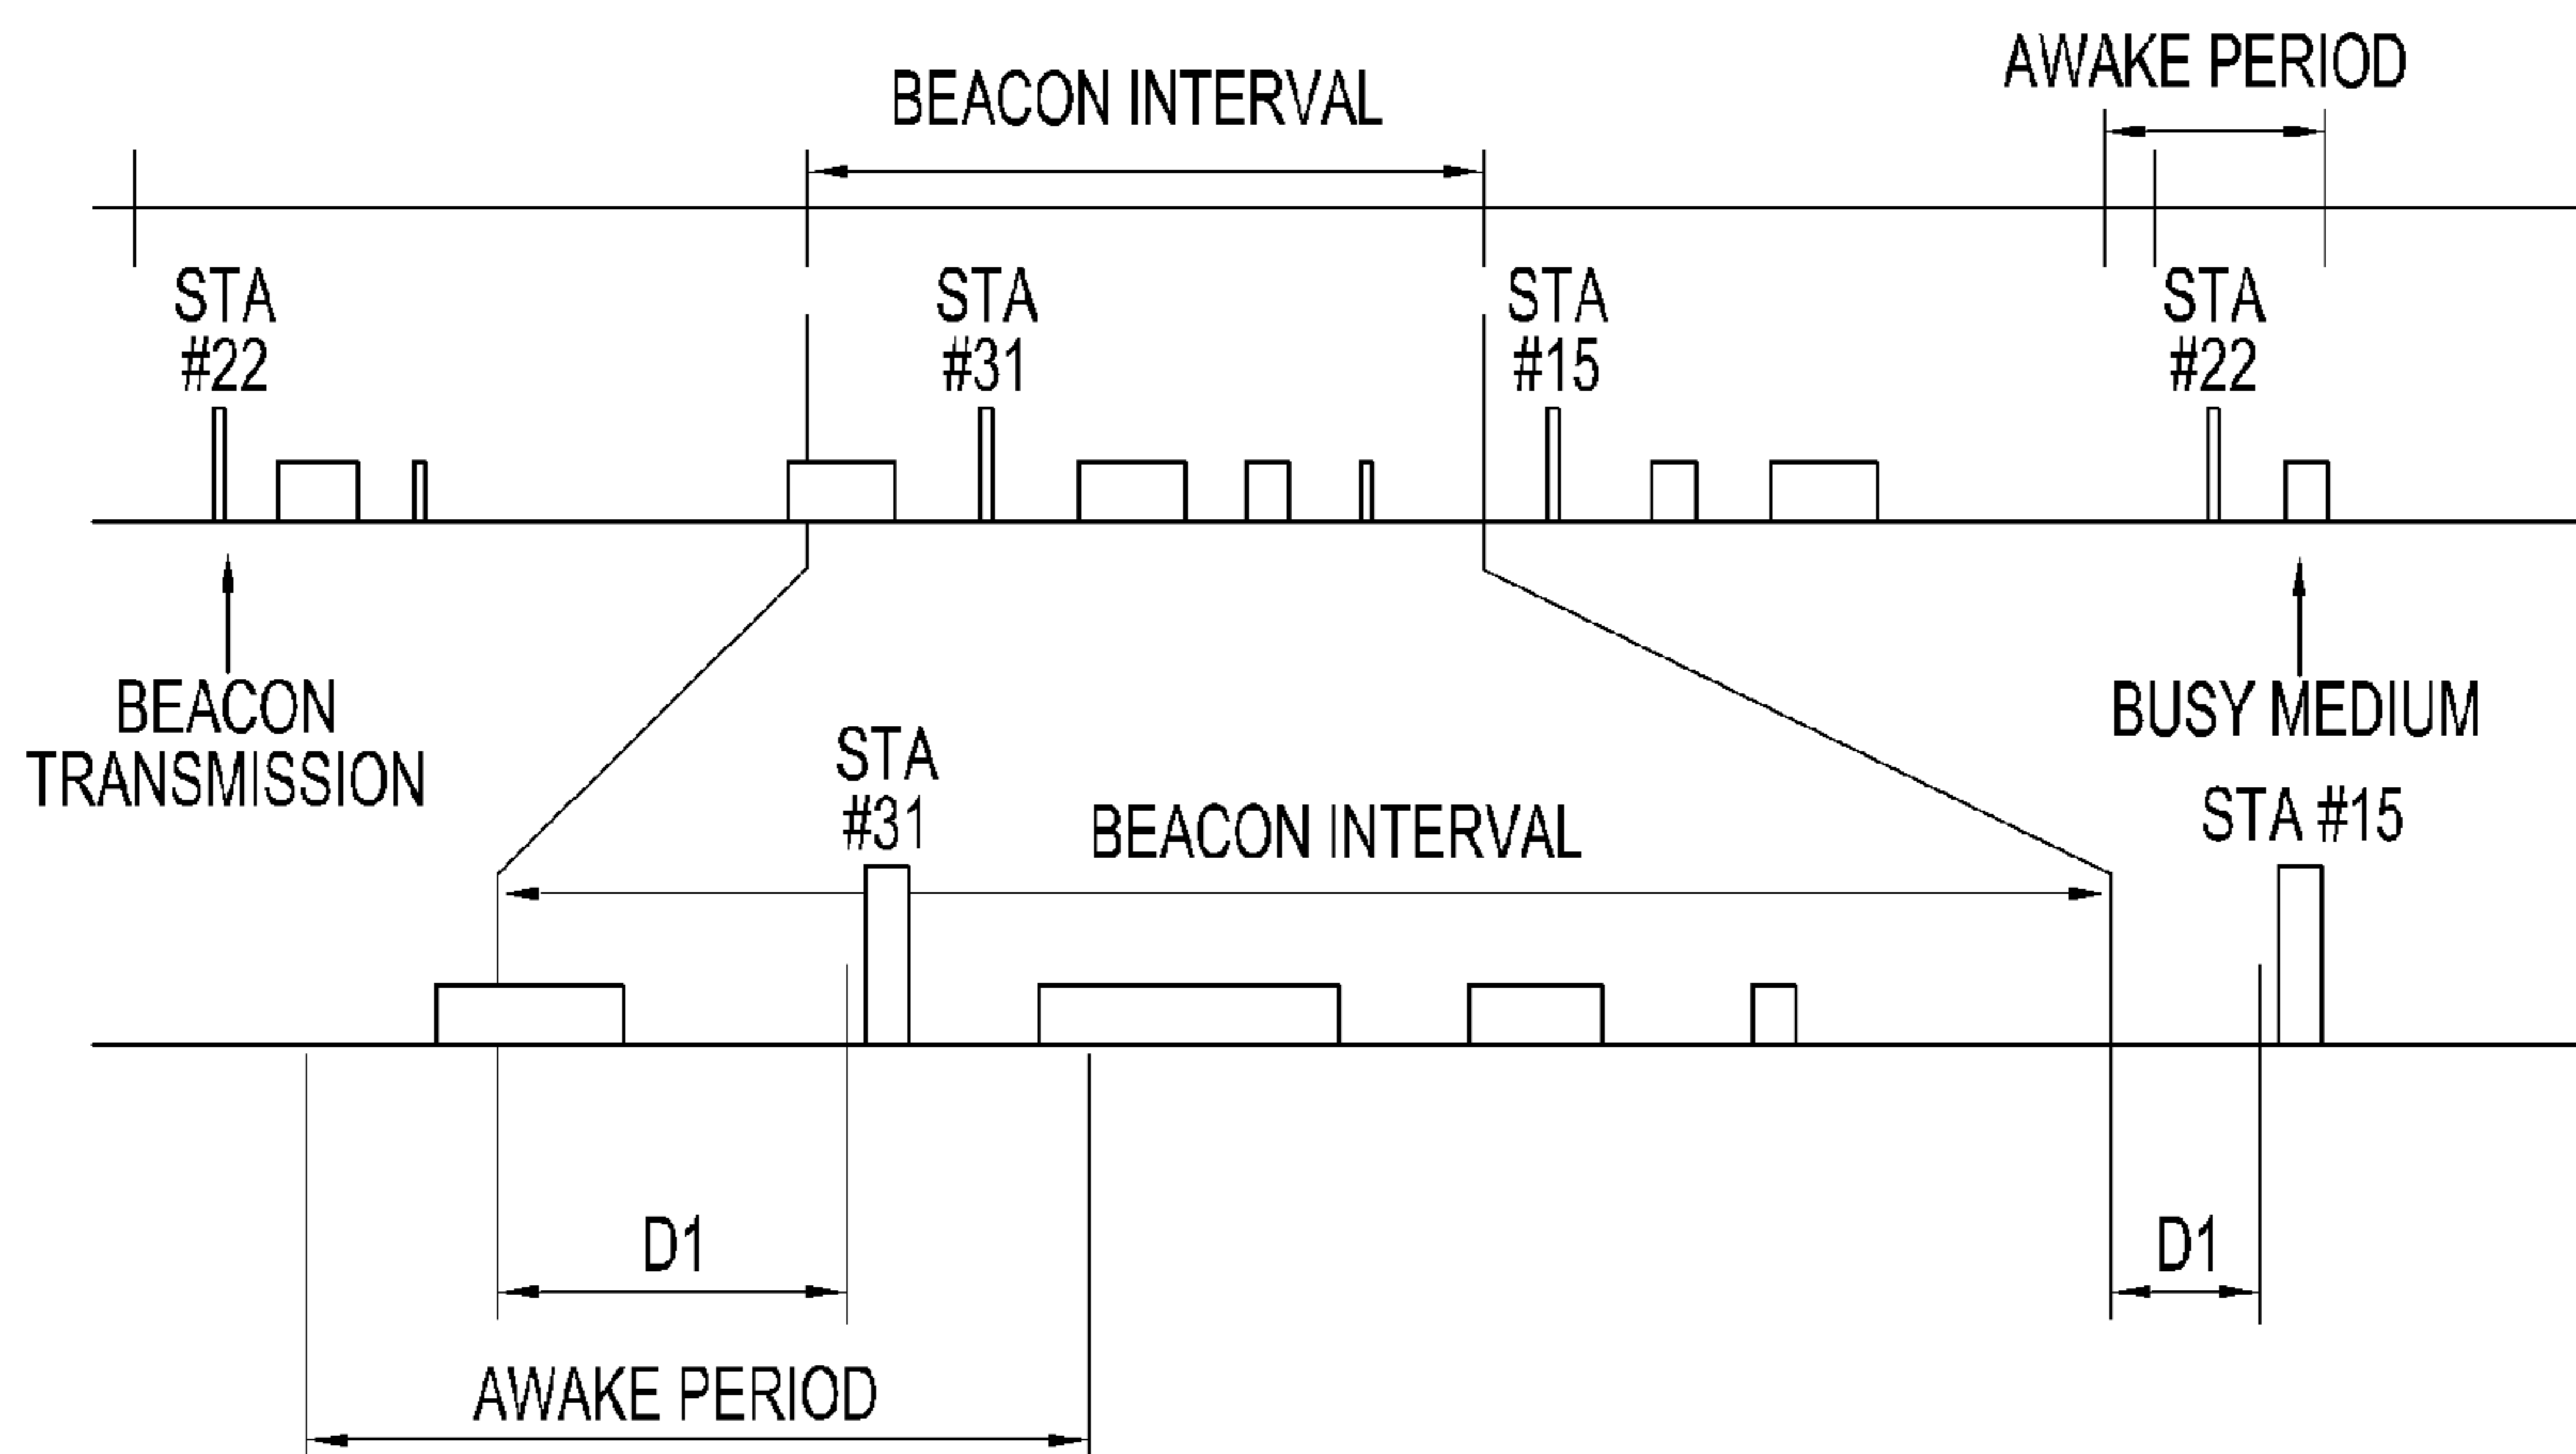 AWAKE PERIOD
BEACON INTERVAL
STA
#22
STA
#31
STA
#15
STA
#22
BEACON
TRANSMISSION
BUSY MEDIUM
STA
#31
BEACON INTERVAL
STA #15
D1
D1
AWAKE PERIOD